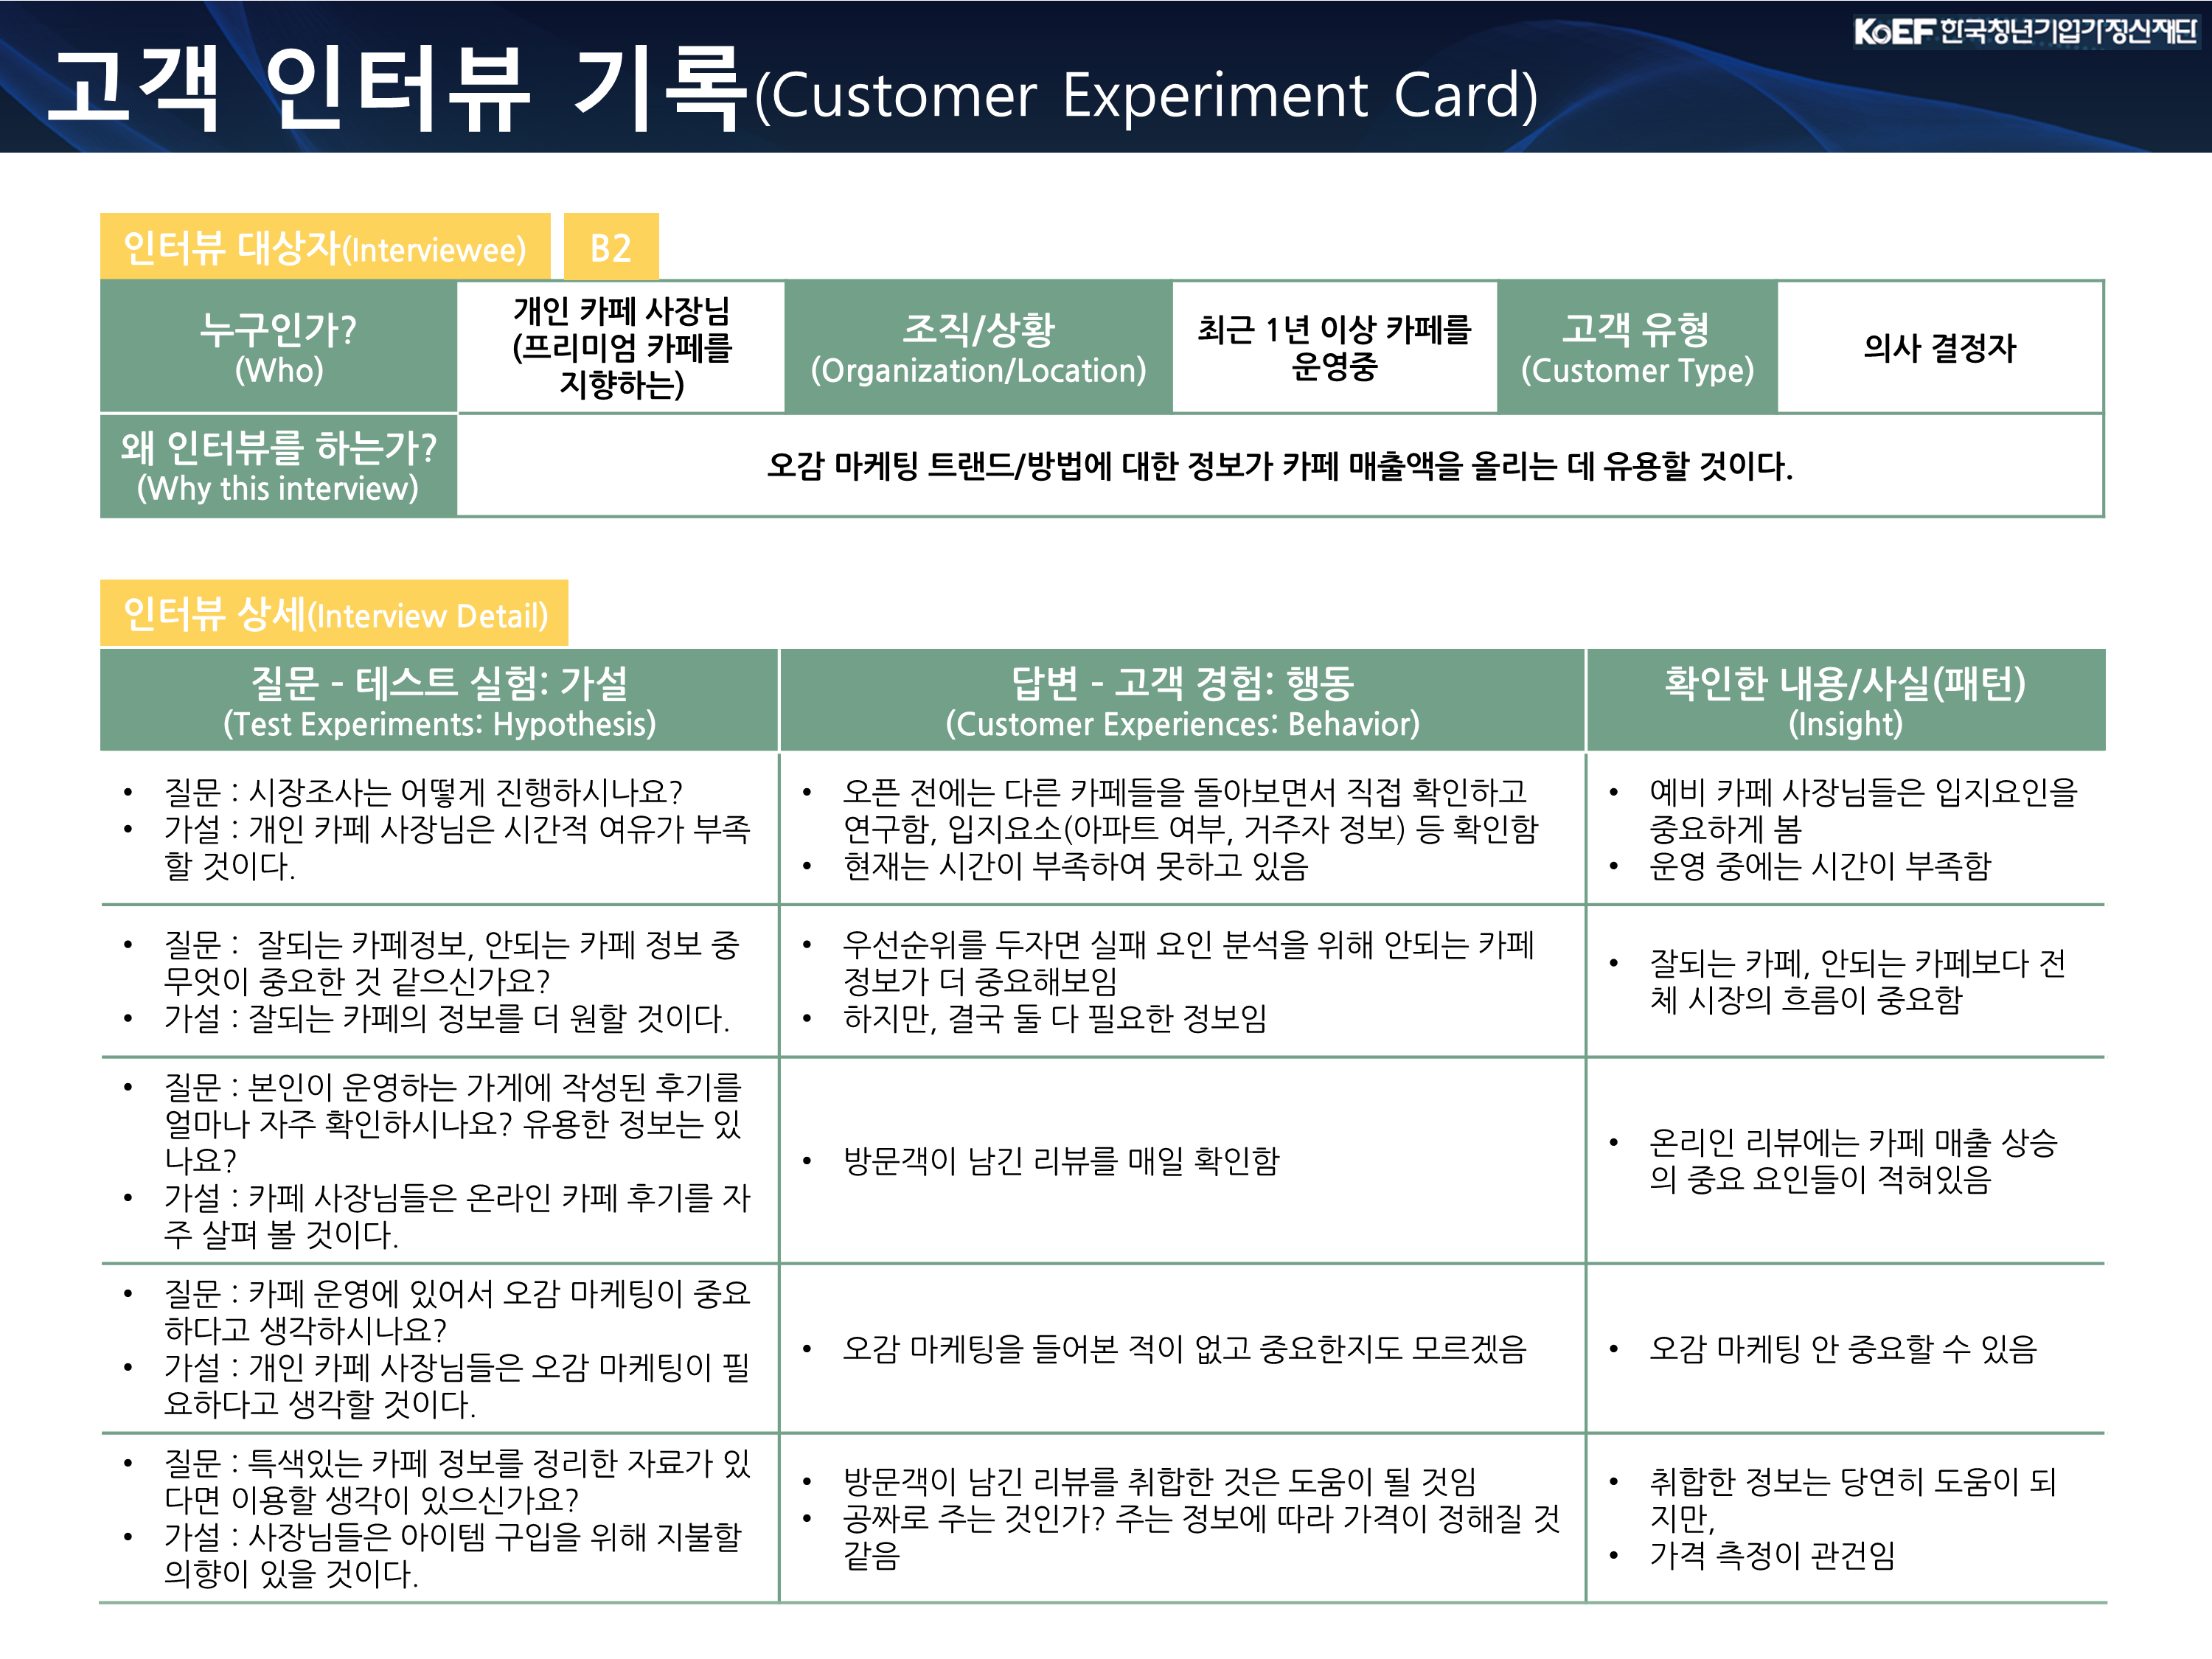 KoEF 한국청년기업가정신재단
고객 인터뷰 기록(Customer Experiment Card)
인터뷰 대상자(Interviewee)
B2
누구인가?
(Who)
개인 카페 사장님
(프리미엄 카페를
지향하는)
조직/상황
(Organization/Location)
최근 1년 이상 카페를
운영중
고객 유형
(Customer Type)
의사 결정자
왜 인터뷰를 하는가?
(Why this interview)
오감 마케팅 트랜드/방법에 대한 정보가 카페 매출액을 올리는 데 유용할 것이다.
인터뷰 상세(Interview Detail)
질문 - 테스트 실험: 가설
(Test Experiments: Hypothesis)
답변 - 고객 경험: 행동
(Customer Experiences: Behavior)
확인한 내용/사실(패턴)
(Insight)
• 질문 : 시장조사는 어떻게 진행하시나요?
• 가설 : 개인 카페 사장님은 시간적 여유가 부족
할 것이다.
• 오픈 전에는 다른 카페들을 돌아보면서 직접 확인하고
연구함, 입지요소(아파트 여부, 거주자 정보) 등 확인함
• 현재는 시간이 부족하여 못하고 있음
• 예비 카페 사장님들은 입지요인을
중요하게 봄
• 운영 중에는 시간이 부족함
• 질문 : 잘되는 카페정보, 안되는 카페 정보 중
무엇이 중요한 것 같으신가요?
• 가설 : 잘되는 카페의 정보를 더 원할 것이다.
• 우선순위를 두자면 실패 요인 분석을 위해 안되는 카페
정보가 더 중요해보임
• 하지만, 결국 둘 다 필요한 정보임
• 잘되는 카페, 안되는 카페보다 전
체 시장의 흐름이 중요함
• 질문 : 본인이 운영하는 가게에 작성된 후기를
얼마나 자주 확인하시나요? 유용한 정보는 있
나요?
• 가설 : 카페 사장님들은 온라인 카페 후기를 자
주 살펴 볼 것이다.
• 방문객이 남긴 리뷰를 매일 확인함
• 온리인 리뷰에는 카페 매출 상승
의 중요 요인들이 적혀있음
• 질문 : 카페 운영에 있어서 오감 마케팅이 중요
하다고 생각하시나요?
• 가설 : 개인 카페 사장님들은 오감 마케팅이 필
요하다고 생각할 것이다.
• 오감 마케팅을 들어본 적이 없고 중요한지도 모르겠음
• 오감 마케팅 안 중요할 수 있음
• 질문 : 특색있는 카페 정보를 정리한 자료가 있
다면 이용할 생각이 있으신가요?
• 가설 : 사장님들은 아이템 구입을 위해 지불할
의향이 있을 것이다.
• 방문객이 남긴 리뷰를 취합한 것은 도움이 될 것임
• 공짜로 주는 것인가? 주는 정보에 따라 가격이 정해질 것
같음
• 취합한 정보는 당연히 도움이 되
지만,
• 가격 측정이 관건임